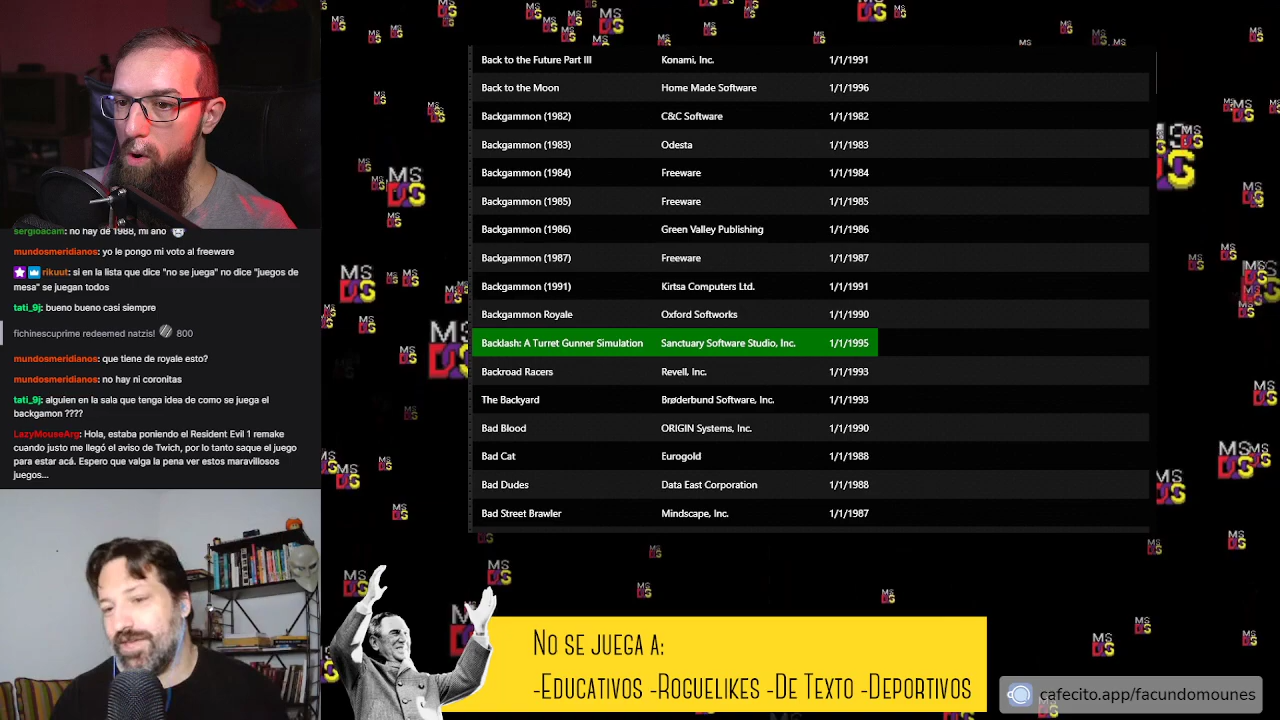 sergioacam: no hay de 1988, mi año
mundosmeridianos: yo le pongo mi voto al freeware
rikuut: si en la lista que dice "no se juega" no dice "juegos de
mesa" se juegan todos
tati_9j: bueno bueno casi siempre
fichinescuprime redeemed natzis! 800
mundosmeridianos: que tiene de royale esto?
mundosmeridianos: no hay ni coronitas
tati_9j: alguien en la sala que tenga idea de como se juega el
backgamon ????
LazyMouseArg: Hola, estaba poniendo el Resident Evil 1 remake
cuando justo me llegó el aviso de Twich, por lo tanto saque el juego
para estar acá. Espero que valga la pena ver estos maravillosos
juegos...
Back to the Future Part III Konami, Inc. 1/1/1991
Back to the Moon Home Made Software 1/1/1996
Backgammon (1982) C&C Software 1/1/1982
Backgammon (1983) Odesta 1/1/1983
Backgammon (1984) Freeware 1/1/1984
Backgammon (1985) Freeware 1/1/1985
Backgammon (1986) Green Valley Publishing 1/1/1986
Backgammon (1987) Freeware 1/1/1987
Backgammon (1991) Kirtsa Computers Ltd. 1/1/1991
Backgammon Royale Oxford Softworks 1/1/1990
Backlash: A Turret Gunner Simulation Sanctuary Software Studio, Inc. 1/1/1995
Backroad Racers Revell, Inc. 1/1/1993
The Backyard Brøderbund Software, Inc. 1/1/1993
Bad Blood ORIGIN Systems, Inc. 1/1/1990
Bad Cat Eurogold 1/1/1988
Bad Dudes Data East Corporation 1/1/1988
Bad Street Brawler Mindscape, Inc. 1/1/1987
MS
DOS
No se juega a:
-Educativos -Roguelikes -De Texto -Deportivos
cafecito.app/facundomounes